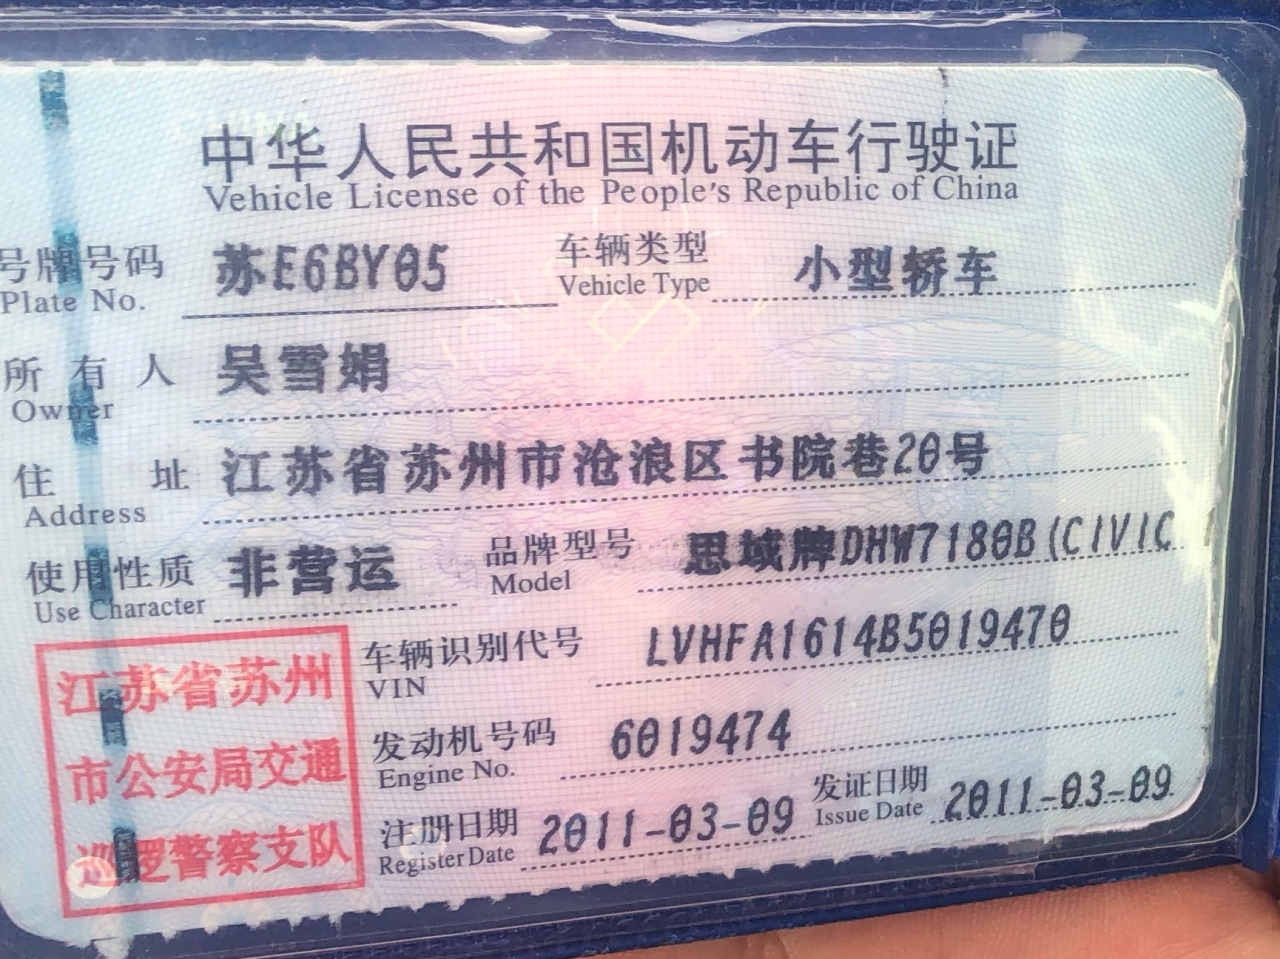 中华人民共和国机动车行驶证
Vehicle License of the People's Republic of China
号牌号码 苏E6BY05 车辆类型 小型轿车
Plate No. Vehicle Type
所有人 吴雪娟
Owner
住址 江苏省苏州市沧浪区书院巷20号
Address
使用性质 非营运 品牌型号 思域牌DHW7180B(CIVIC
Use Character Model
车辆识别代号 LVHFA1614B5019470
VIN
发动机号码 6019474
Engine No.
注册日期 2011-03-09 发证日期 2011-03-09
Register Date Issue Date
江苏省苏州
市公安局交通
巡逻警察支队